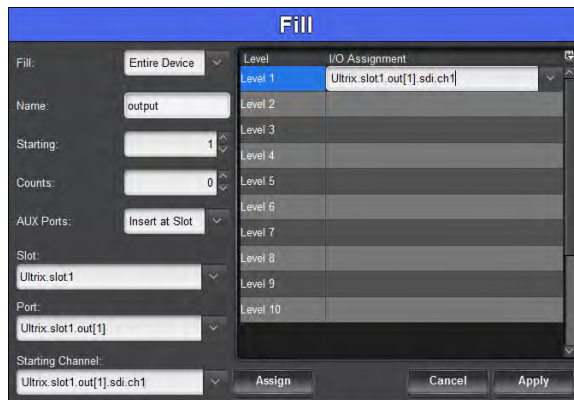 Fill
Fill: Entire Device
Name: output
Starting: 1
Counts: 0
AUX Ports: Insert at Slot
Slot:
Ultrix.slot1
Port:
Ultrix.slot1.out[1]
Starting Channel:
Ultrix.slot1.out[1].sdi.ch1
Level I/O Assignment
Level 1 Ultrix.slot1.out[1].sdi.ch1
Level 2
Level 3
Level 4
Level 5
Level 6
Level 7
Level 8
Level 9
Level 10
Assign Cancel Apply